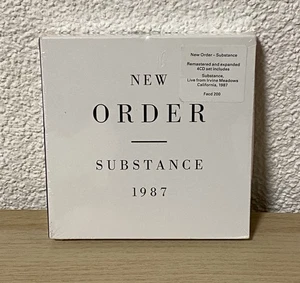 New Order – Substance
Remastered and expanded
4CD set includes
Substance,
Live from Irvine Meadows
California, 1987
Facd 200
NEW
ORDER
SUBSTANCE
1987